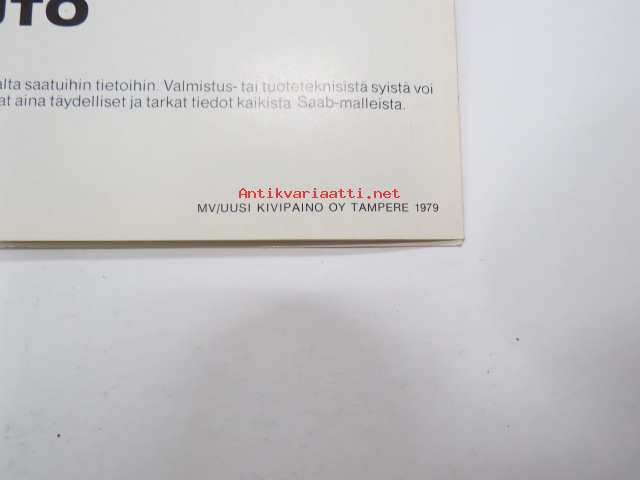 UTO
alta saatuihin tietoihin. Valmistus- tai tuoteteknisistä syistä voi
at aina täydelliset ja tarkat tiedot kaikista Saab-malleista.
Antikvariaatti.net
MV/UUSI KIVIPAINO OY TAMPERE 1979